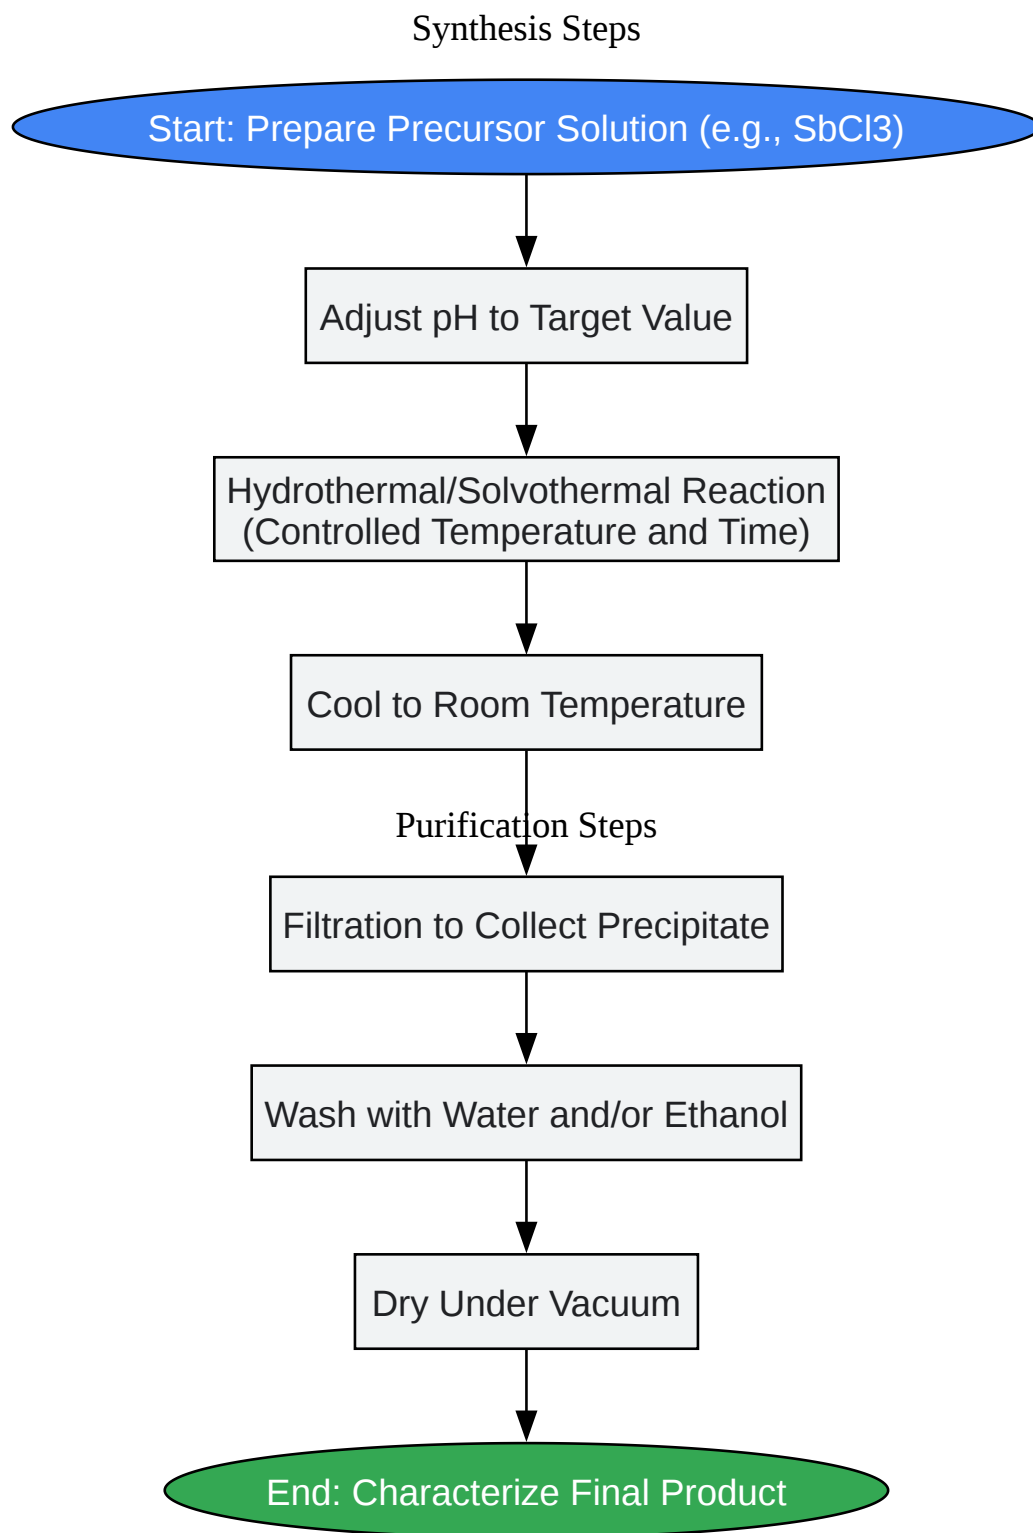 Synthesis Steps
Start: Prepare Precursor Solution (e.g., SbCl3)
Adjust pH to Target Value
Hydrothermal/Solvothermal Reaction
(Controlled Temperature and Time)
Cool to Room Temperature
Purification Steps
Filtration to Collect Precipitate
Wash with Water and/or Ethanol
Dry Under Vacuum
End: Characterize Final Product